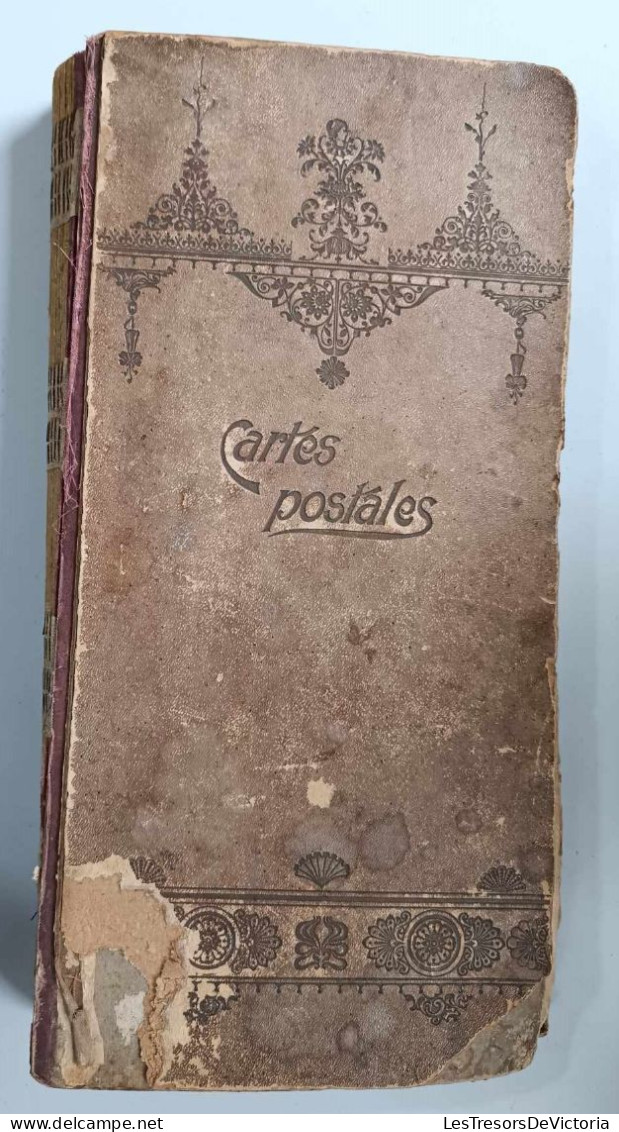 Cartes
postales
www.delcampe.net
LesTresorsDeVictoria